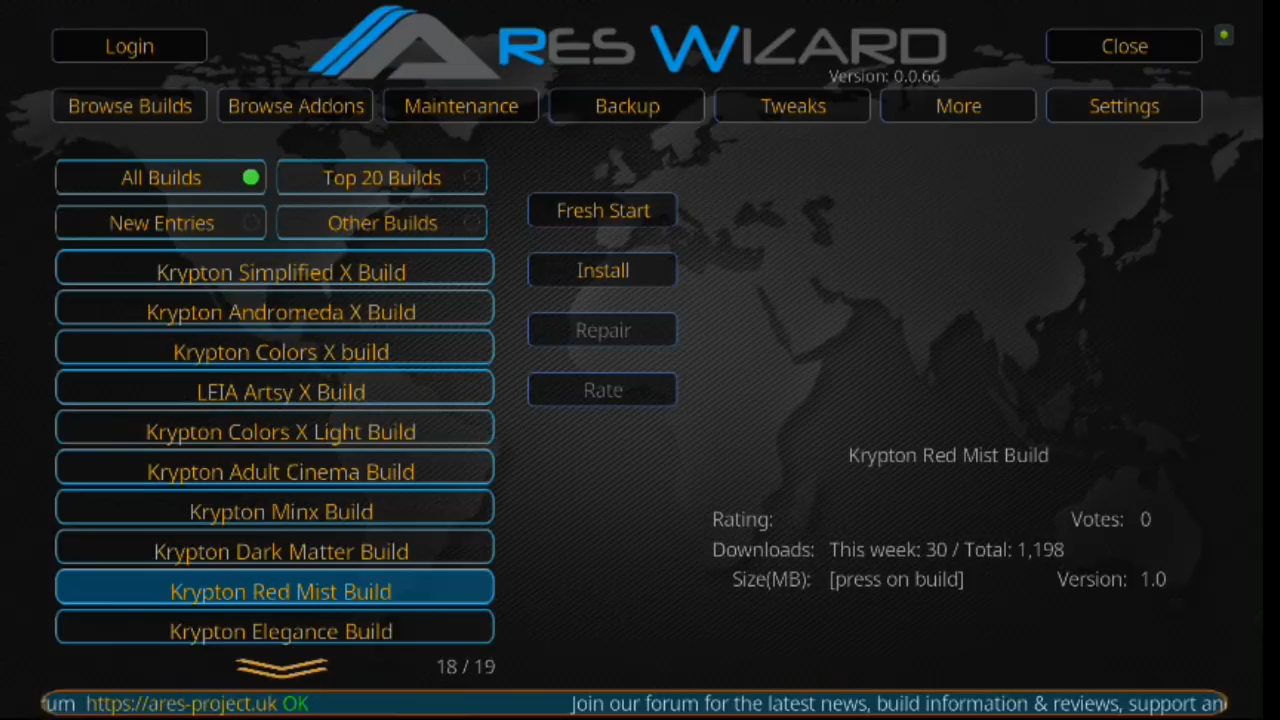 Login
ARES WIZARD
Close
Version: 0.0.66
Browse Builds
Browse Addons
Maintenance
Backup
Tweaks
More
Settings
All Builds
Top 20 Builds
New Entries
Other Builds
Fresh Start
Install
Repair
Rate
Krypton Simplified X Build
Krypton Andromeda X Build
Krypton Colors X build
LEIA Artsy X Build
Krypton Colors X Light Build
Krypton Adult Cinema Build
Krypton Minx Build
Krypton Dark Matter Build
Krypton Red Mist Build
Krypton Elegance Build
18 / 19
Krypton Red Mist Build
Rating: Votes: 0
Downloads: This week: 30 / Total: 1,198
Size(MB): [press on build] Version: 1.0
rum https://ares-project.uk OK Join our forum for the latest news, build information & reviews, support an